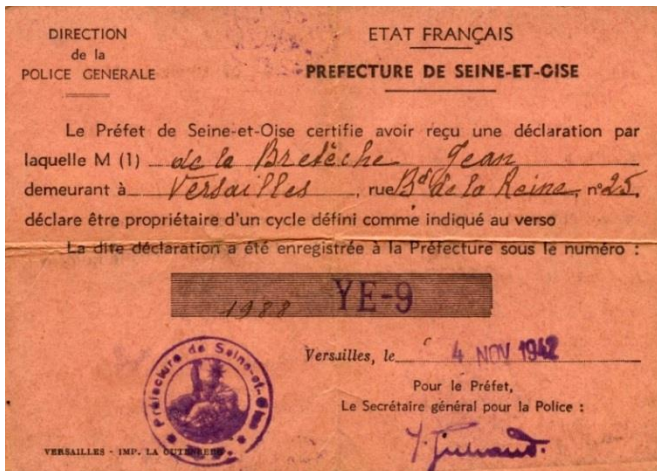 DIRECTION
de la
POLICE GENERALE
ETAT FRANÇAIS
PREFECTURE DE SEINE-ET-OISE
Le Préfet de Seine-et-Oise certifie avoir reçu une déclaration par
laquelle M (1) de la Bretèche Jean
demeurant à Versailles, rue Bd de la Reine, n° 25,
déclare être propriétaire d'un cycle défini comme indiqué au verso
La dite déclaration a été enregistrée à la Préfecture sous le numéro :
1988 YE-9
Préfecture de Seine-et-Oise
Versailles, le 4 NOV 1942
Pour le Préfet,
Le Secrétaire général pour la Police :
VERSAILLES - IMP. LA GUTENBERG